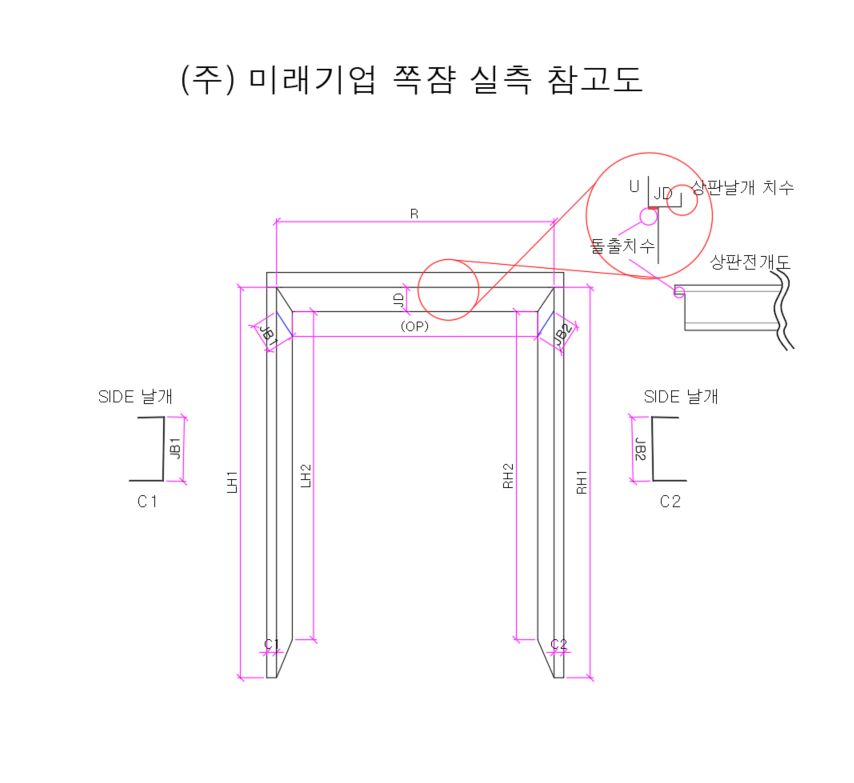 (주) 미래기업 쪽쟘 실측 참고도
U
JD
상판날개 치수
돌출치수
상판전개도
R
JD
(OP)
JB1
JB2
SIDE 날개
JB1
C1
SIDE 날개
JB2
C2
LH1
LH2
RH2
RH1
C1
C2